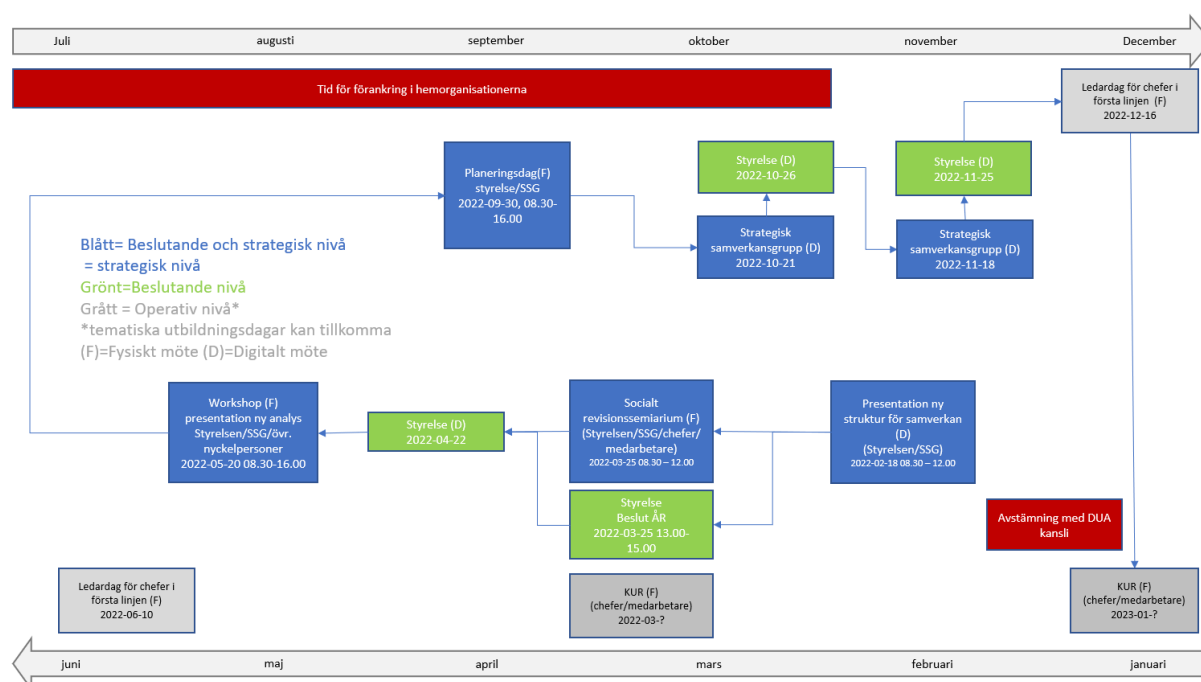 Juli
augusti
september
oktober
november
December
Tid för förankring i hemorganisationerna
Ledardag för chefer i
första linjen (F)
2022-12-16
Planeringsdag(F)
styrelse/SSG
2022-09-30, 08.30-
16.00
Styrelse (D)
2022-10-26
Styrelse (D)
2022-11-25
Strategisk
samverkansgrupp (D)
2022-10-21
Strategisk
samverkansgrupp (D)
2022-11-18
Blått= Beslutande och strategisk nivå
= strategisk nivå
Grönt=Beslutande nivå
Grått = Operativ nivå*
*tematiska utbildningsdagar kan tillkomma
(F)=Fysiskt möte (D)=Digitalt möte
Workshop (F)
presentation ny analys
Styrelsen/SSG/övr.
nyckelpersoner
2022-05-20 08.30-16.00
Styrelse (D)
2022-04-22
Socialt
revisionssemiarium (F)
(Styrelsen/SSG/chefer/
medarbetare)
2022-03-25 08.30 – 12.00
Presentation ny
struktur för samverkan
(D)
(Styrelsen/SSG)
2022-02-18 08.30 – 12.00
Styrelse
Beslut ÅR
2022-03-25 13.00-
15.00
Avstämning med DUA
kansli
Ledardag för chefer i
första linjen (F)
2022-06-10
KUR (F)
(chefer/medarbetare)
2022-03-?
KUR (F)
(chefer/medarbetare)
2023-01-?
juni
maj
april
mars
februari
januari